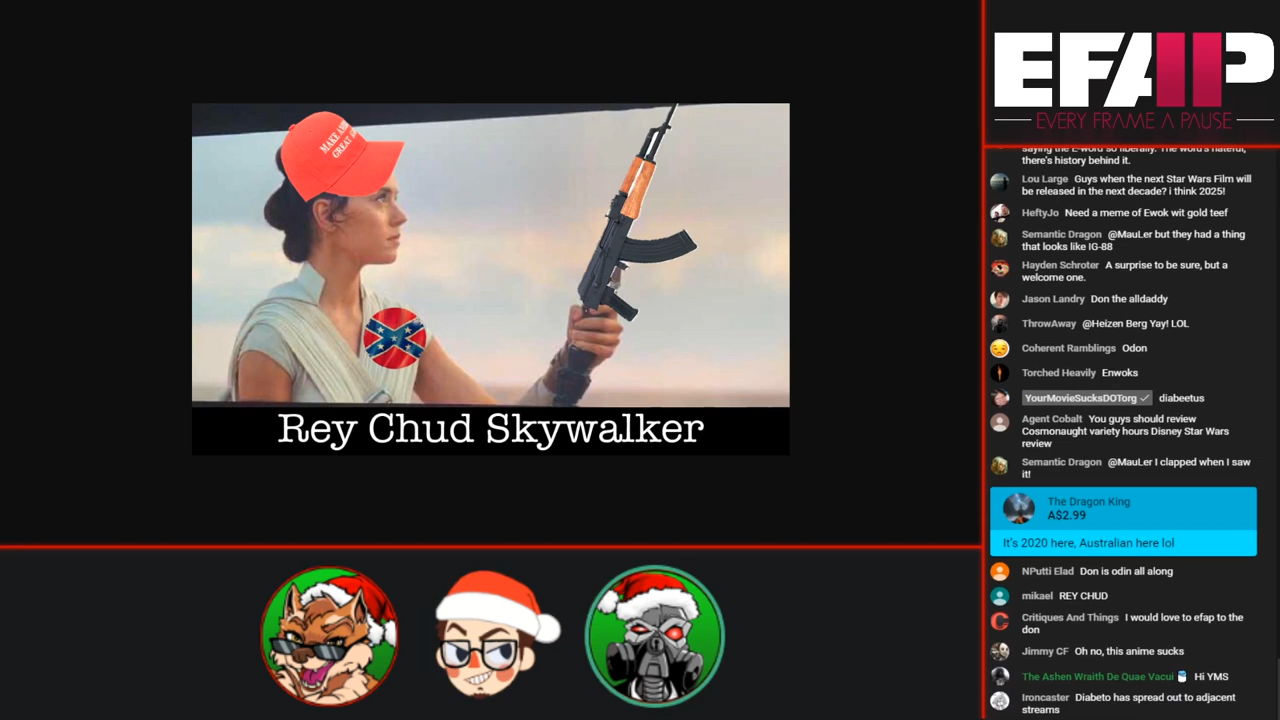 MAKE AMERICA
GREAT
Rey Chud Skywalker
EFAP
EVERY FRAME A PAUSE
saying the E-word so liberally. The word's hateful,
there's history behind it.
Lou Large Guys when the next Star Wars Film will
be released in the next decade? i think 2025!
HeftyJo Need a meme of Ewok wit gold teef
Semantic Dragon @MauLer but they had a thing
that looks like IG-88
Hayden Schroter A surprise to be sure, but a
welcome one.
Jason Landry Don the alldaddy
ThrowAway @Heizen Berg Yay! LOL
Coherent Ramblings Odon
Torched Heavily Enwoks
YourMovieSucksDOTorg diabeetus
Agent Cobalt You guys should review
Cosmonaught variety hours Disney Star Wars
review
Semantic Dragon @MauLer I clapped when I saw
it!
The Dragon King
A$2.99
It's 2020 here, Australian here lol
NPutti Elad Don is odin all along
mikael REY CHUD
Critiques And Things I would love to efap to the
don
Jimmy CF Oh no, this anime sucks
The Ashen Wraith De Quae Vacui Hi YMS
Ironcaster Diabeto has spread out to adjacent
streams